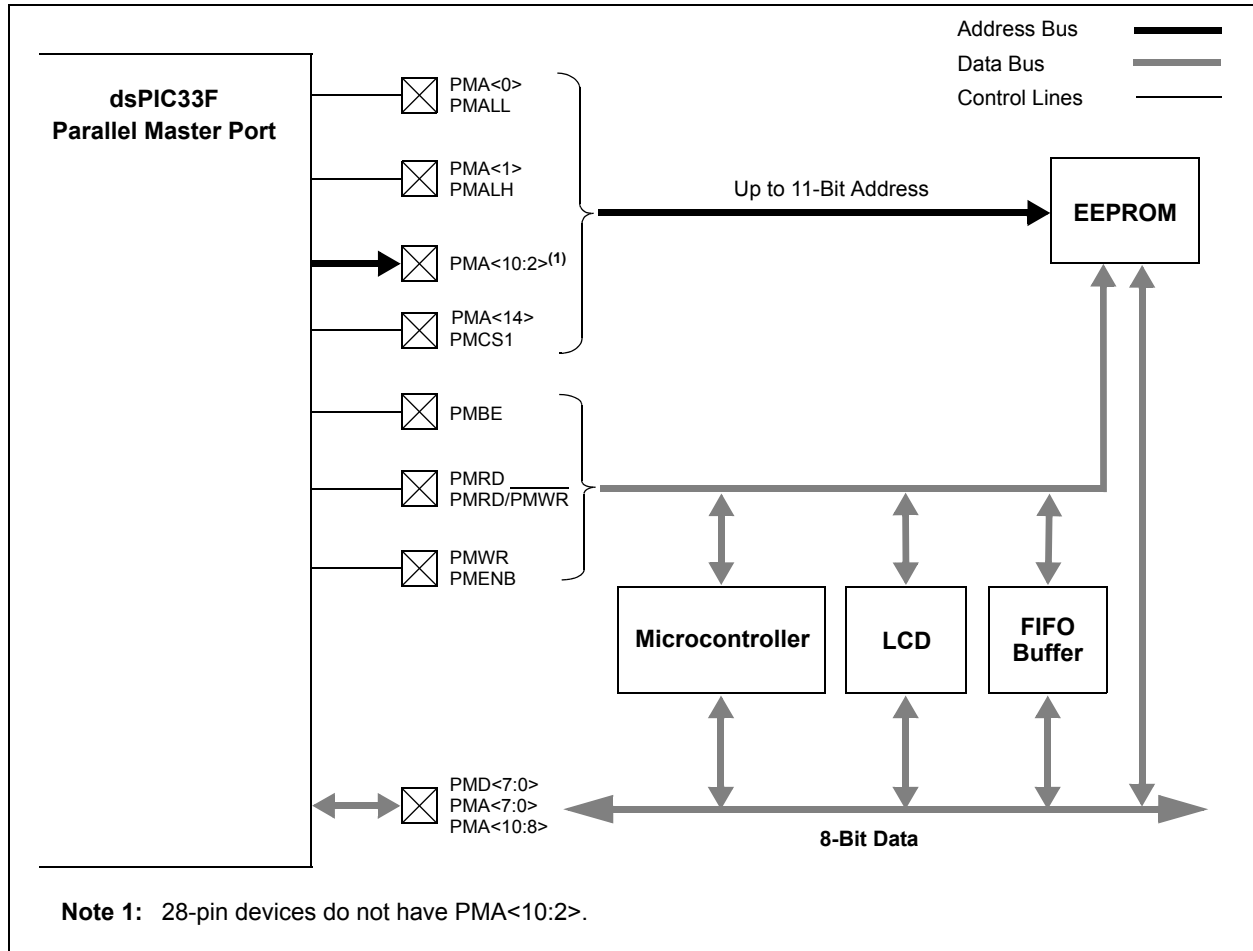 Address Bus
Data Bus
Control Lines
dsPIC33F
Parallel Master Port
PMA<0>
PMALL
PMA<1>
PMALH
PMA<10:2>(1)
PMA<14>
PMCS1
PMBE
PMRD
PMRD/PMWR
PMWR
PMENB
PMD<7:0>
PMA<7:0>
PMA<10:8>
Up to 11-Bit Address
EEPROM
Microcontroller
LCD
FIFO
Buffer
8-Bit Data
Note 1: 28-pin devices do not have PMA<10:2>.